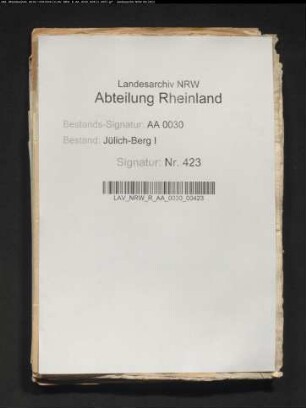 Landesarchiv NRW
Abteilung Rheinland
Bestands-Signatur: AA 0030
Bestand: Jülich-Berg I
Signatur: Nr. 423
LAV_NRW_R_AA_0030_00423